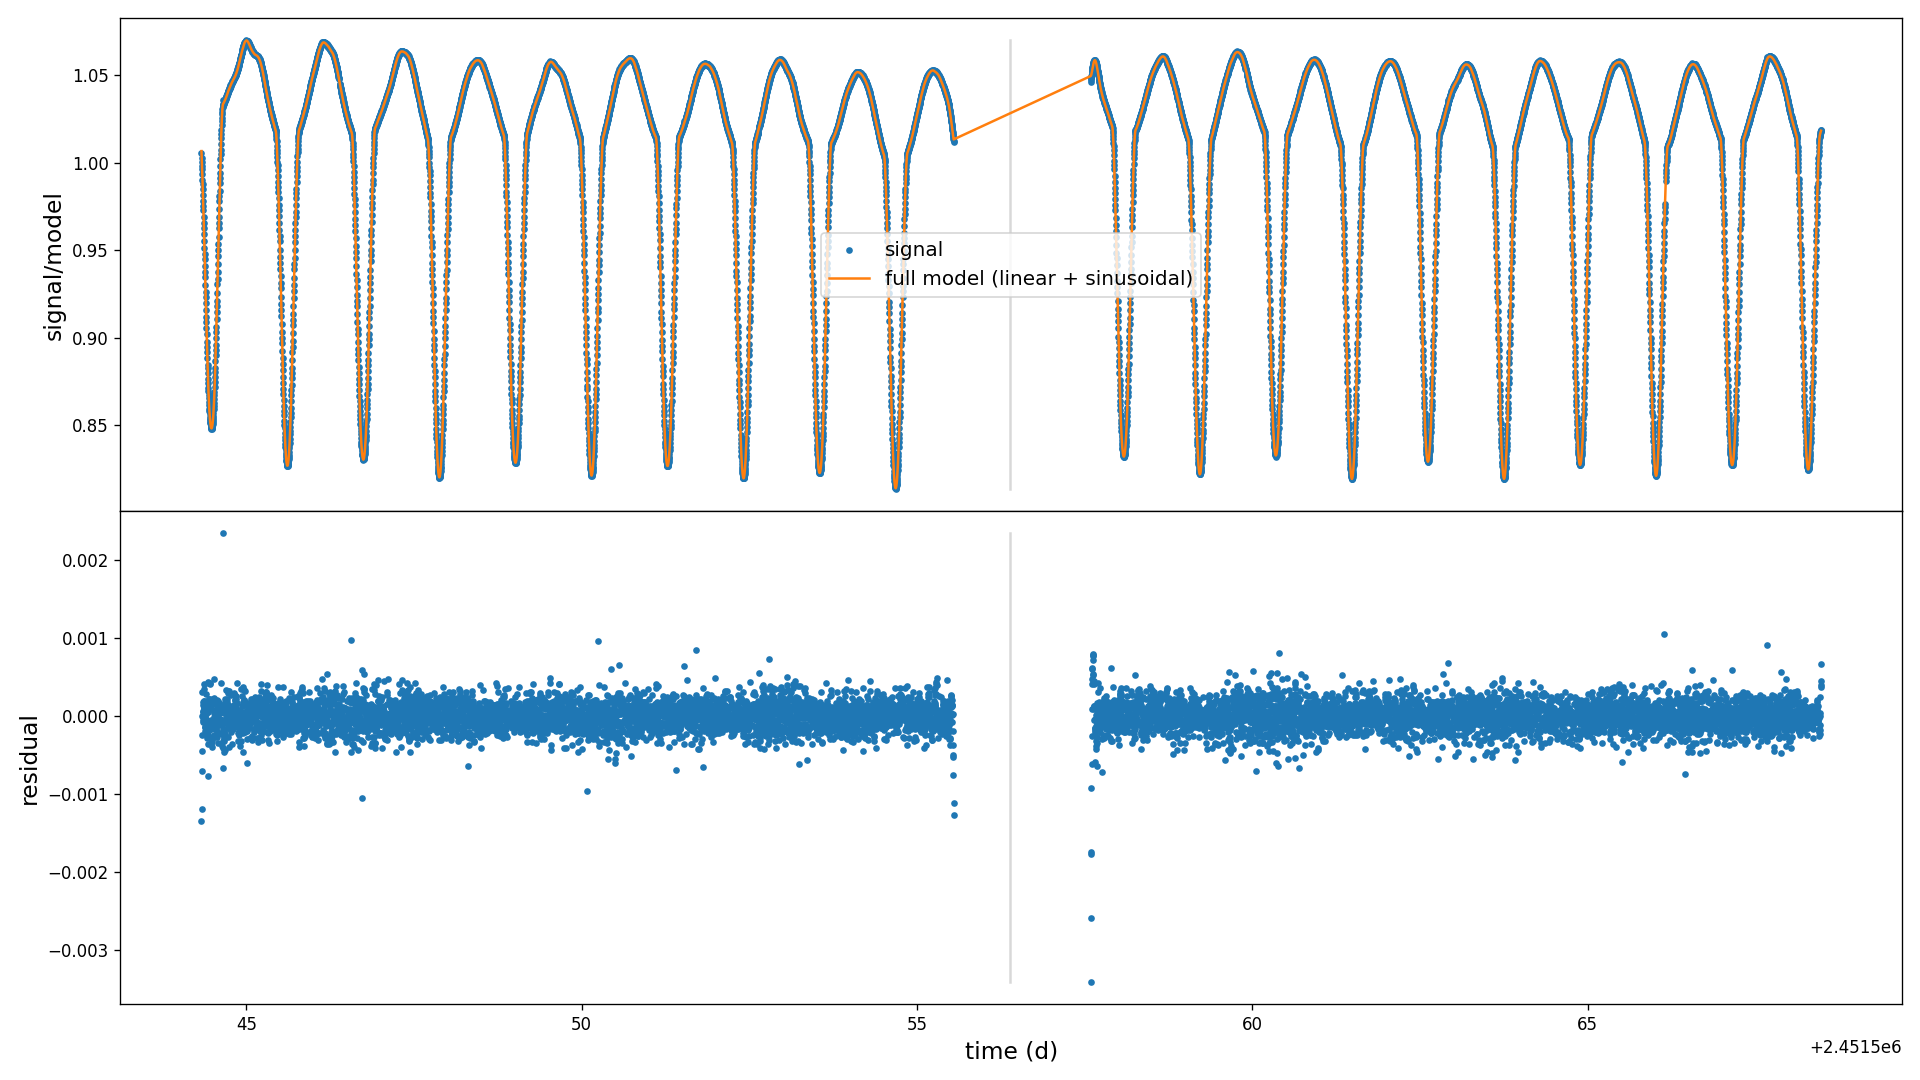 signal/model
1.05
1.00
0.95
0.90
0.85
signal
full model (linear + sinusoidal)
residual
0.002
0.001
0.000
−0.001
−0.002
−0.003
45
50
55
60
65
time (d)
+2.4515e6